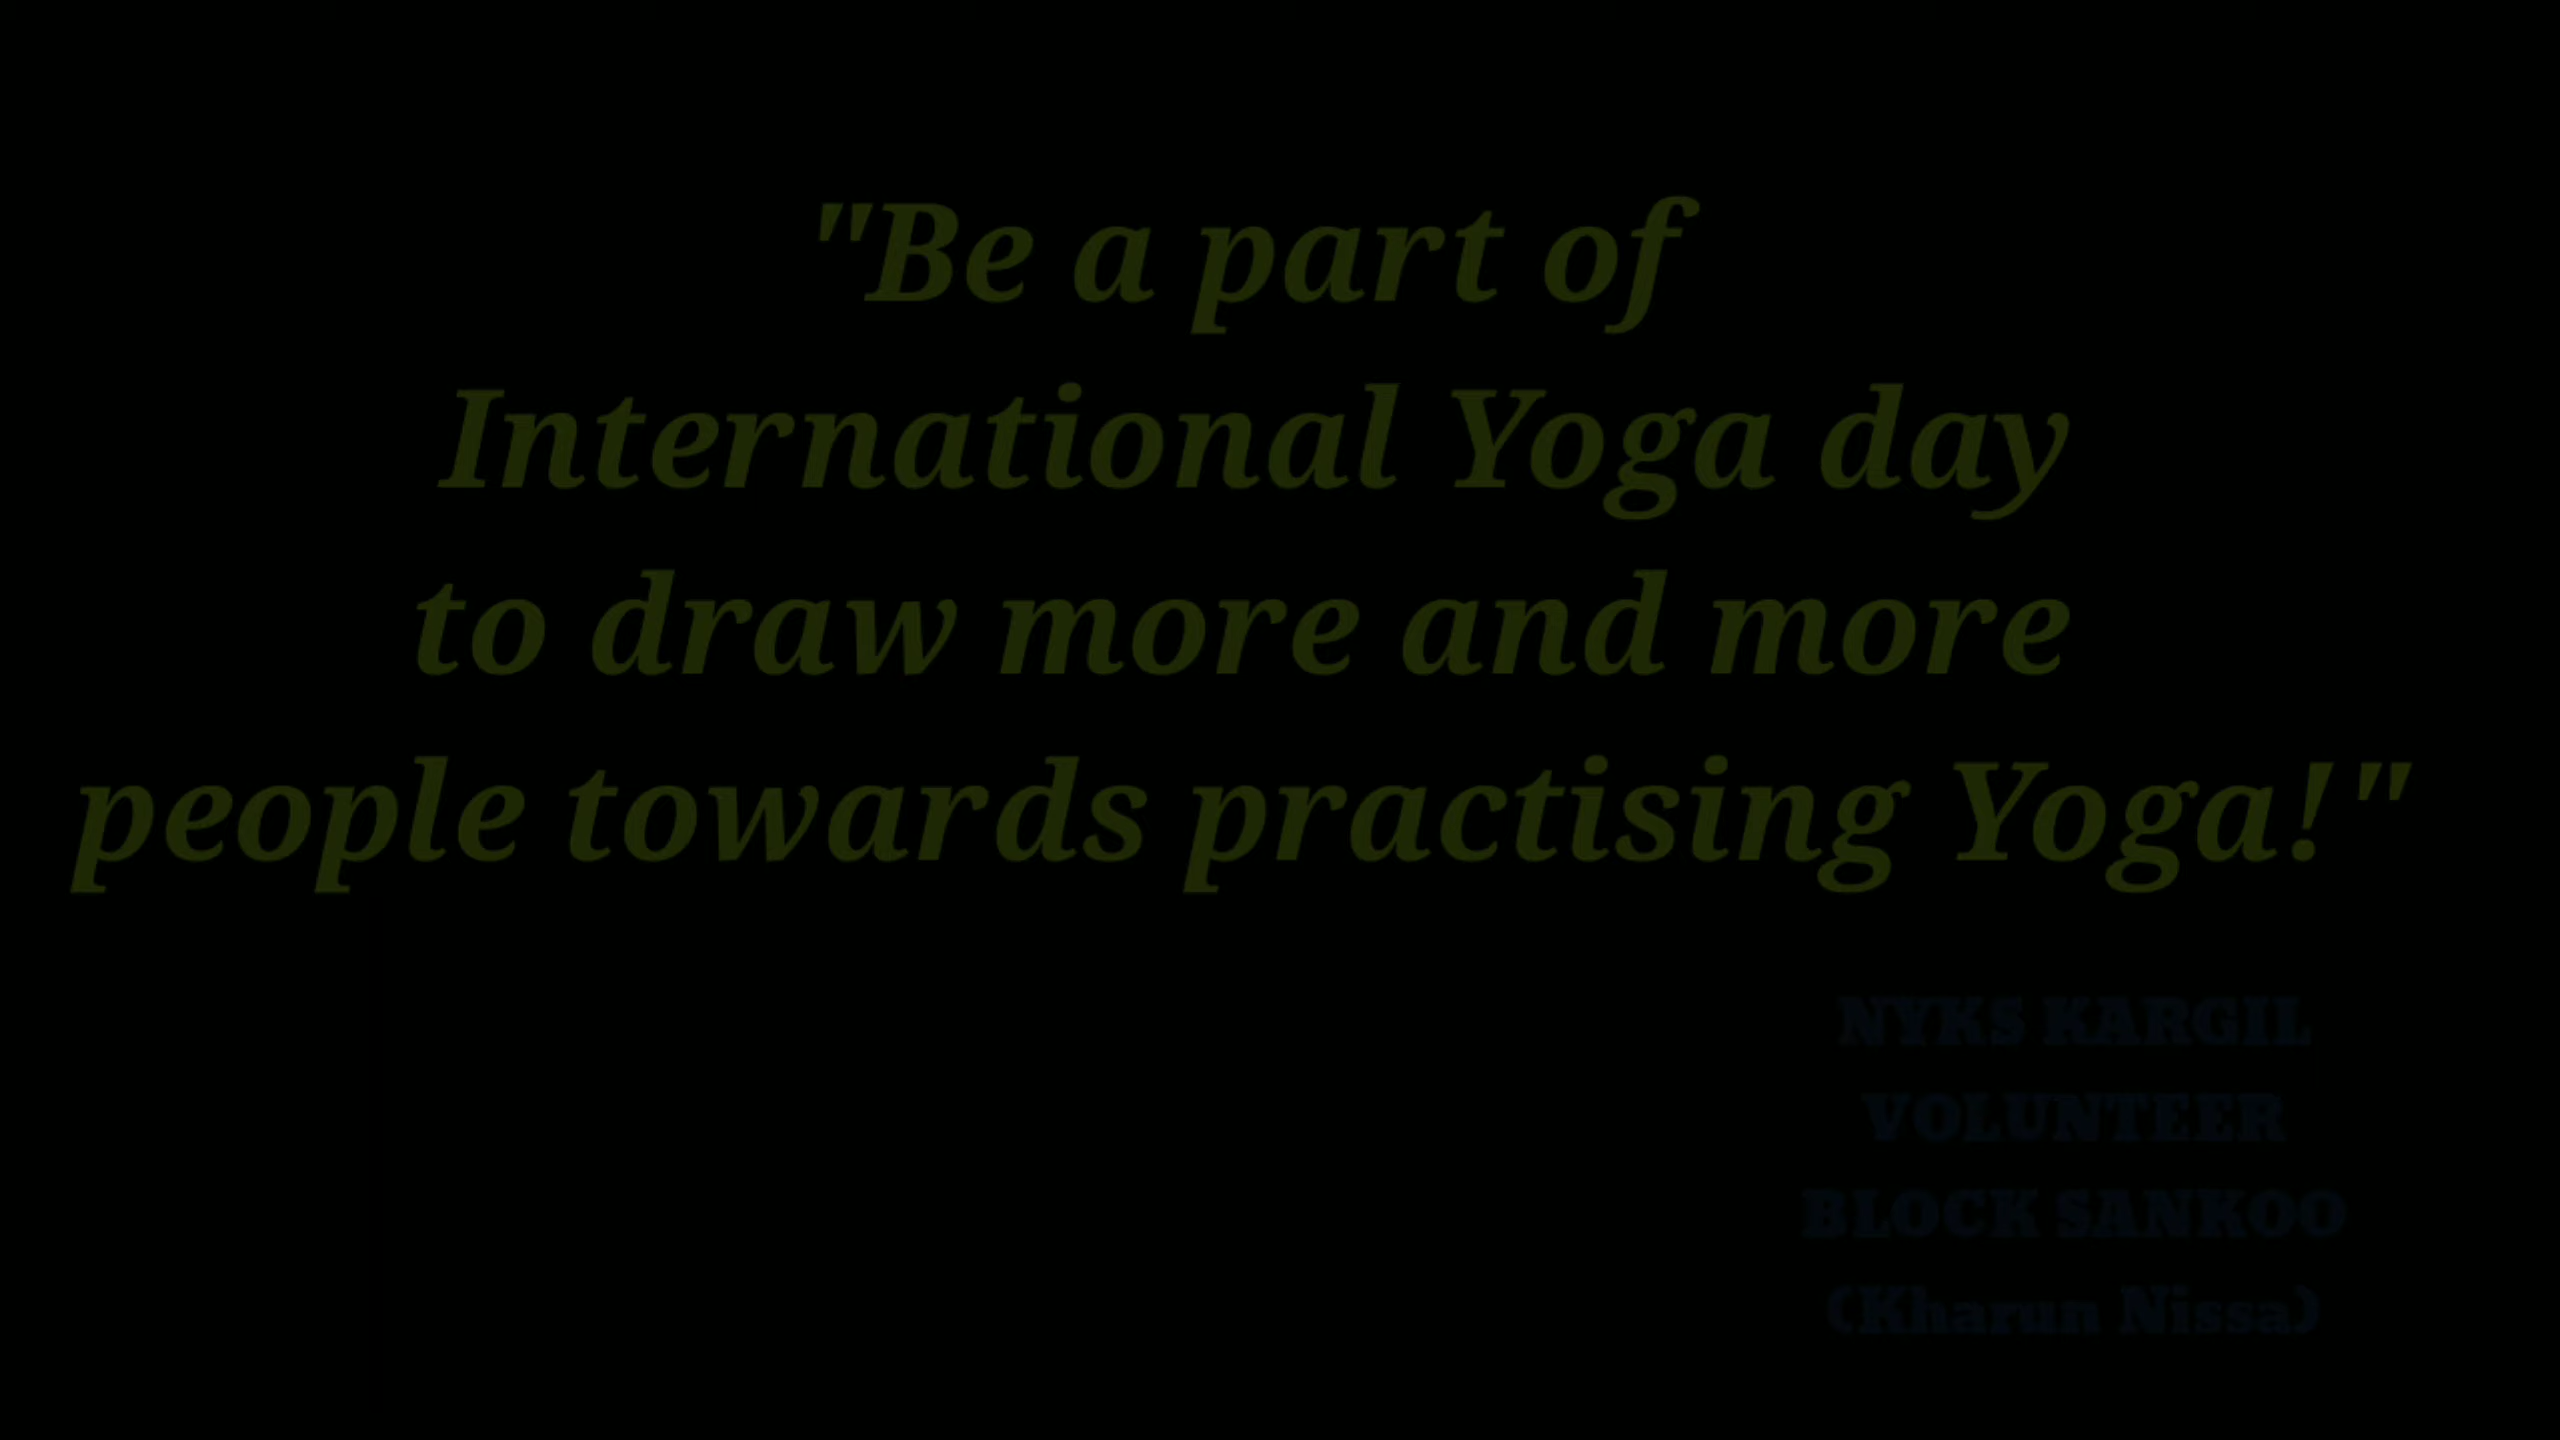 "Be a part of
International Yoga day
to draw more and more
people towards practising Yoga!"
NYKS KARGIL
VOLUNTEER
BLOCK SANKOO
(Kharun Nissa)